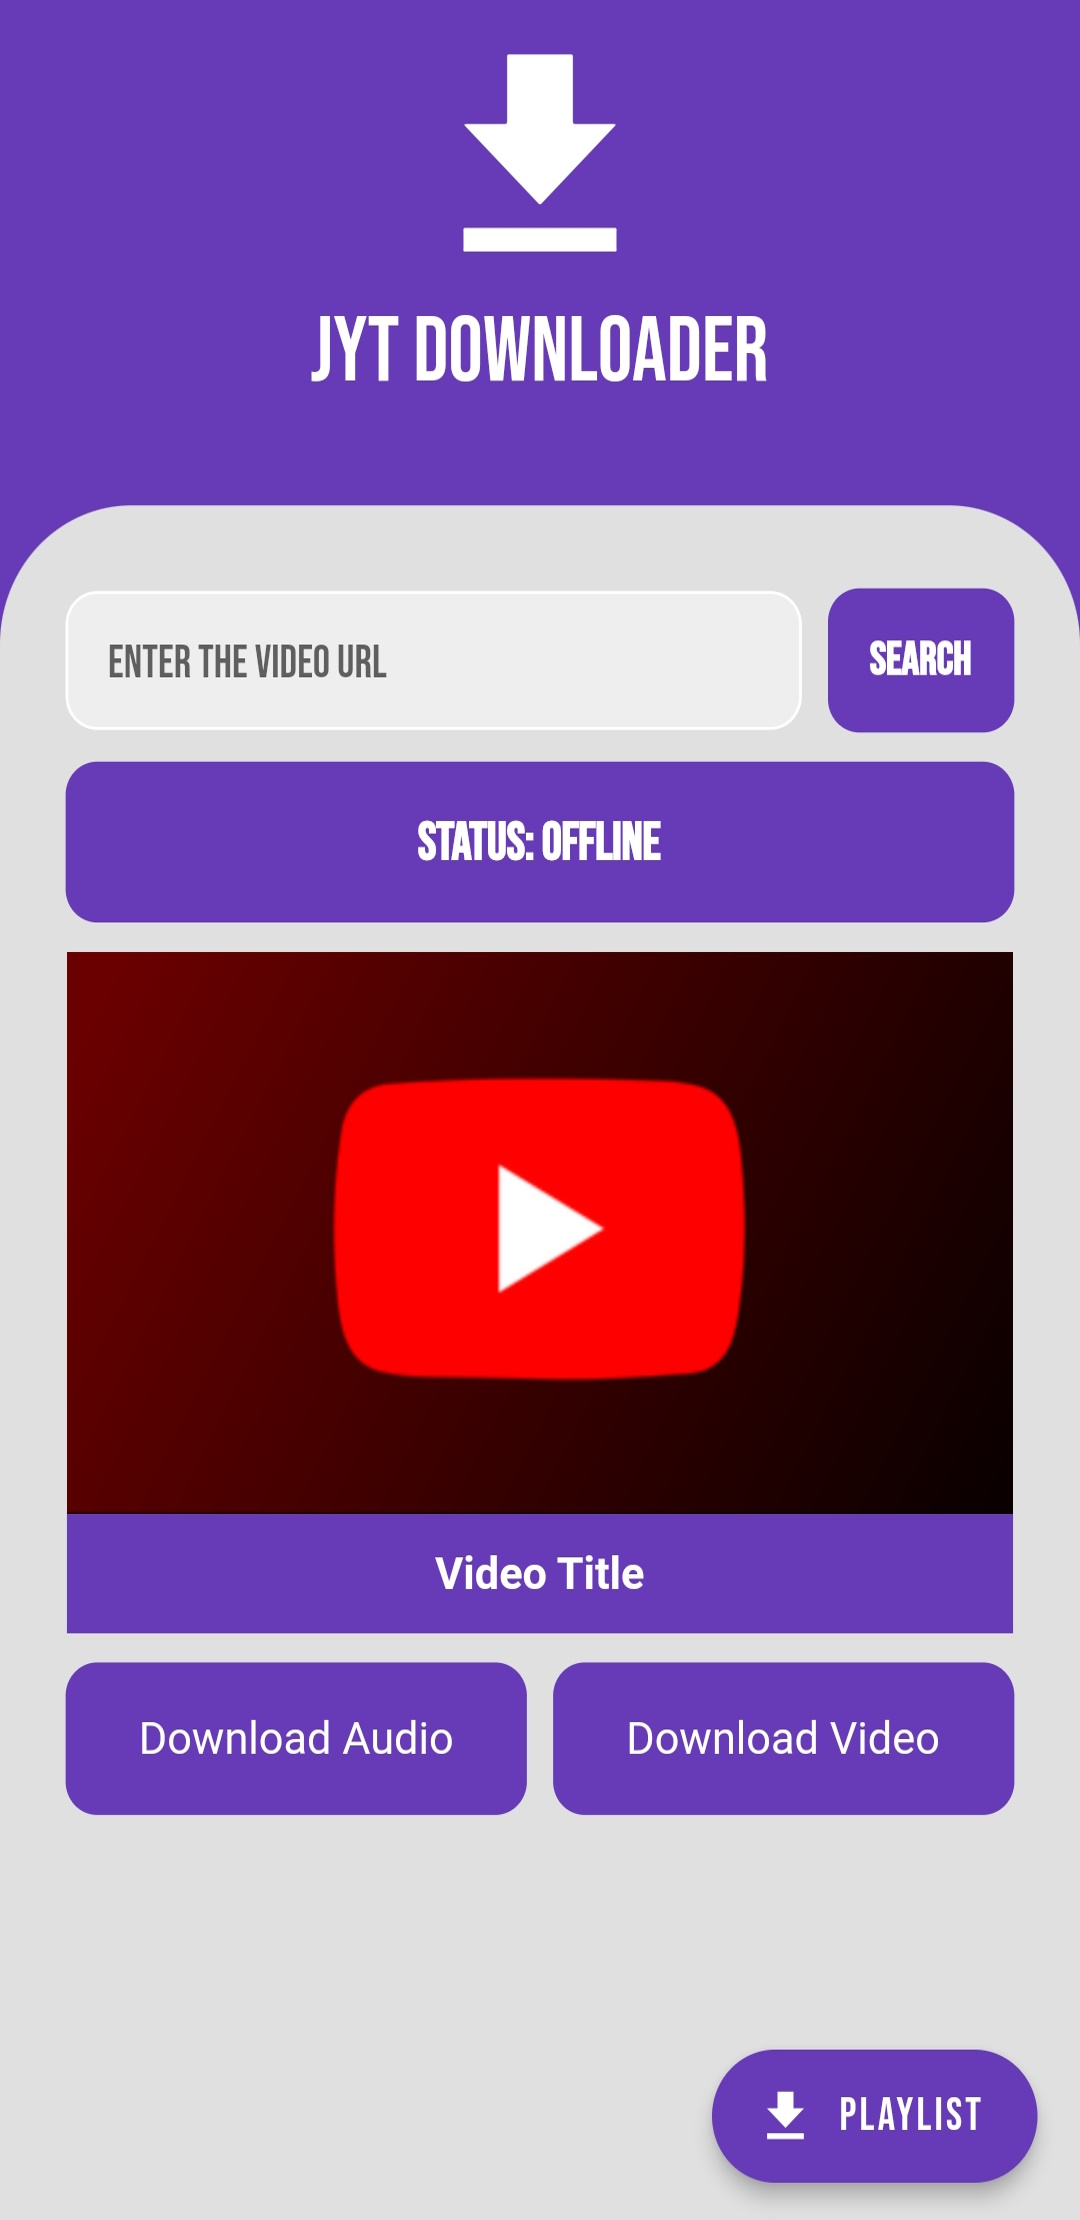 JYT DOWNLOADER
ENTER THE VIDEO URL
SEARCH
STATUS: OFFLINE
Video Title
Download Audio
Download Video
PLAYLIST